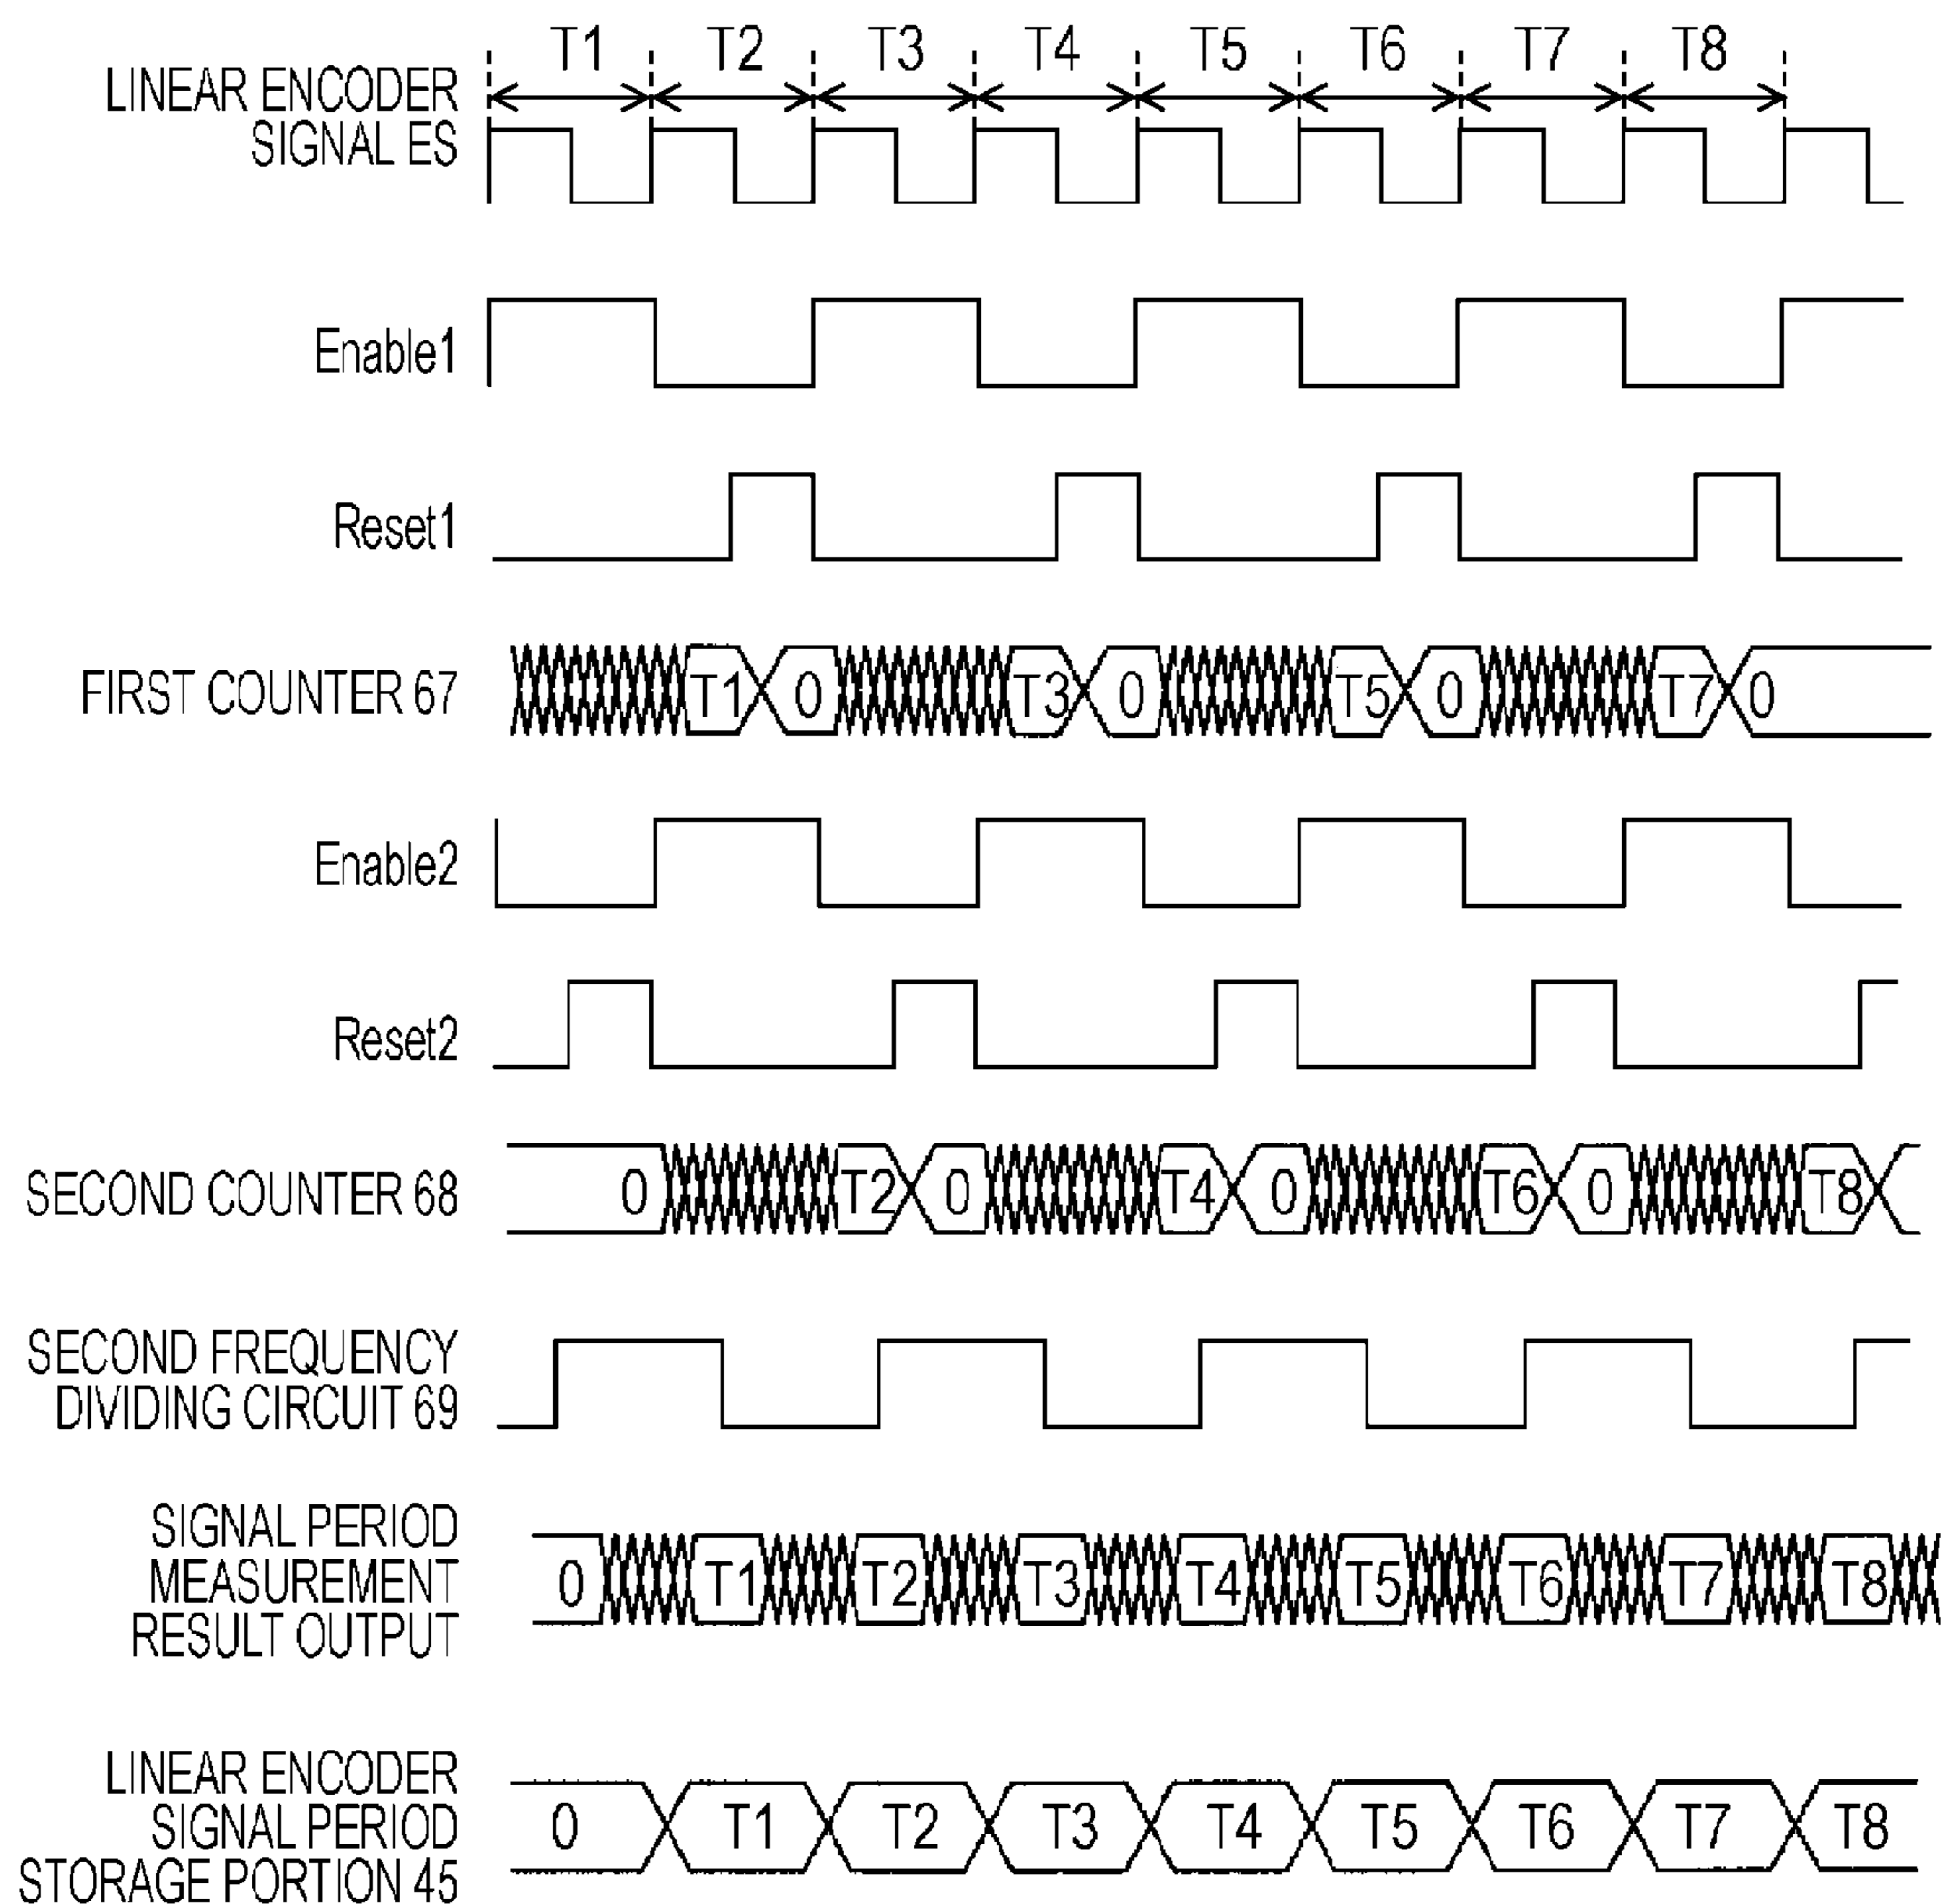 T1 T2 T3 T4 T5 T6 T7 T8
LINEAR ENCODER
SIGNAL ES
Enable1
Reset1
FIRST COUNTER 67 T1 0 T3 0 T5 0 T7 0
Enable2
Reset2
SECOND COUNTER 68 0 T2 0 T4 0 T6 0 T8
SECOND FREQUENCY
DIVIDING CIRCUIT 69
SIGNAL PERIOD
MEASUREMENT 0 T1 T2 T3 T4 T5 T6 T7 T8
RESULT OUTPUT
LINEAR ENCODER
SIGNAL PERIOD 0 T1 T2 T3 T4 T5 T6 T7 T8
STORAGE PORTION 45